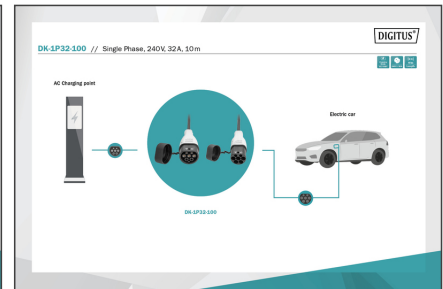 DIGITUS®
DK-1P32-100 // Single Phase, 240V, 32A, 10m
AC Charging point
Electric car
DK-1P32-100